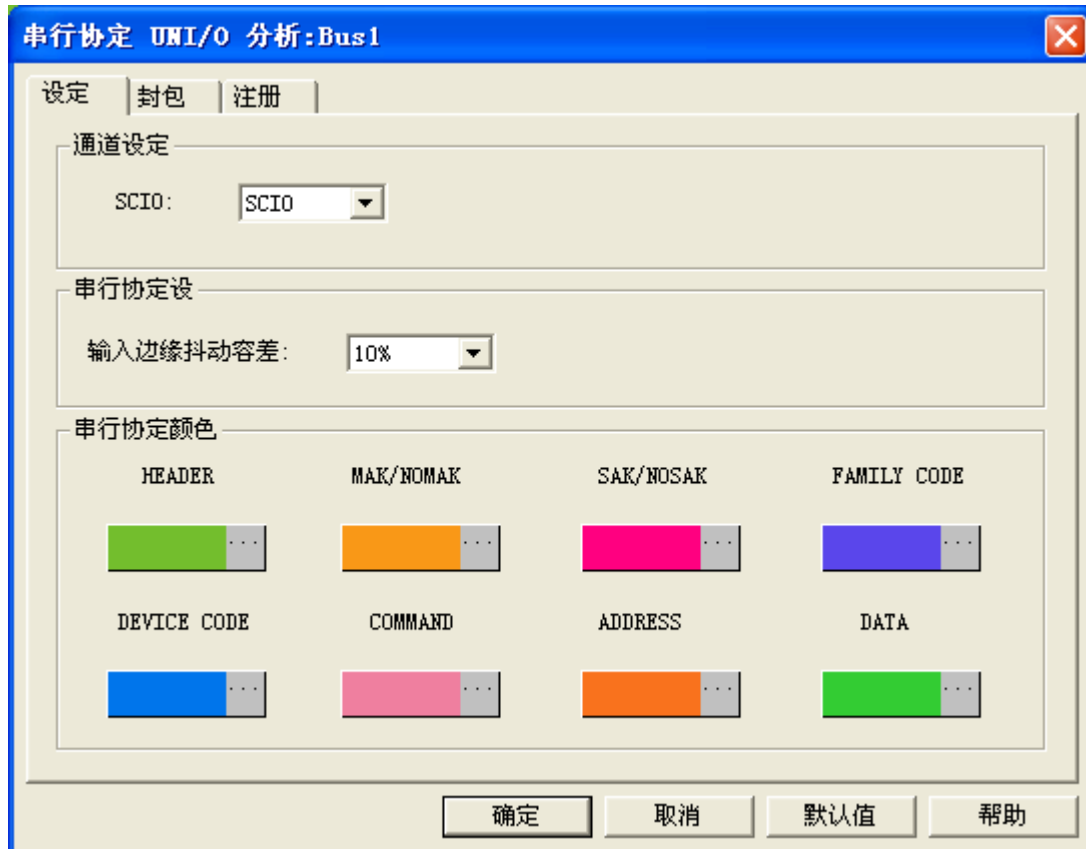 串行协定 UNI/O 分析:Bus1
设定 封包 注册
通道设定
SCIO: SCIO
串行协定设
输入边缘抖动容差: 10%
串行协定颜色
HEADER MAK/NOMAK SAK/NOSAK FAMILY CODE
... ... ... ...
DEVICE CODE COMMAND ADDRESS DATA
... ... ... ...
确定 取消 默认值 帮助